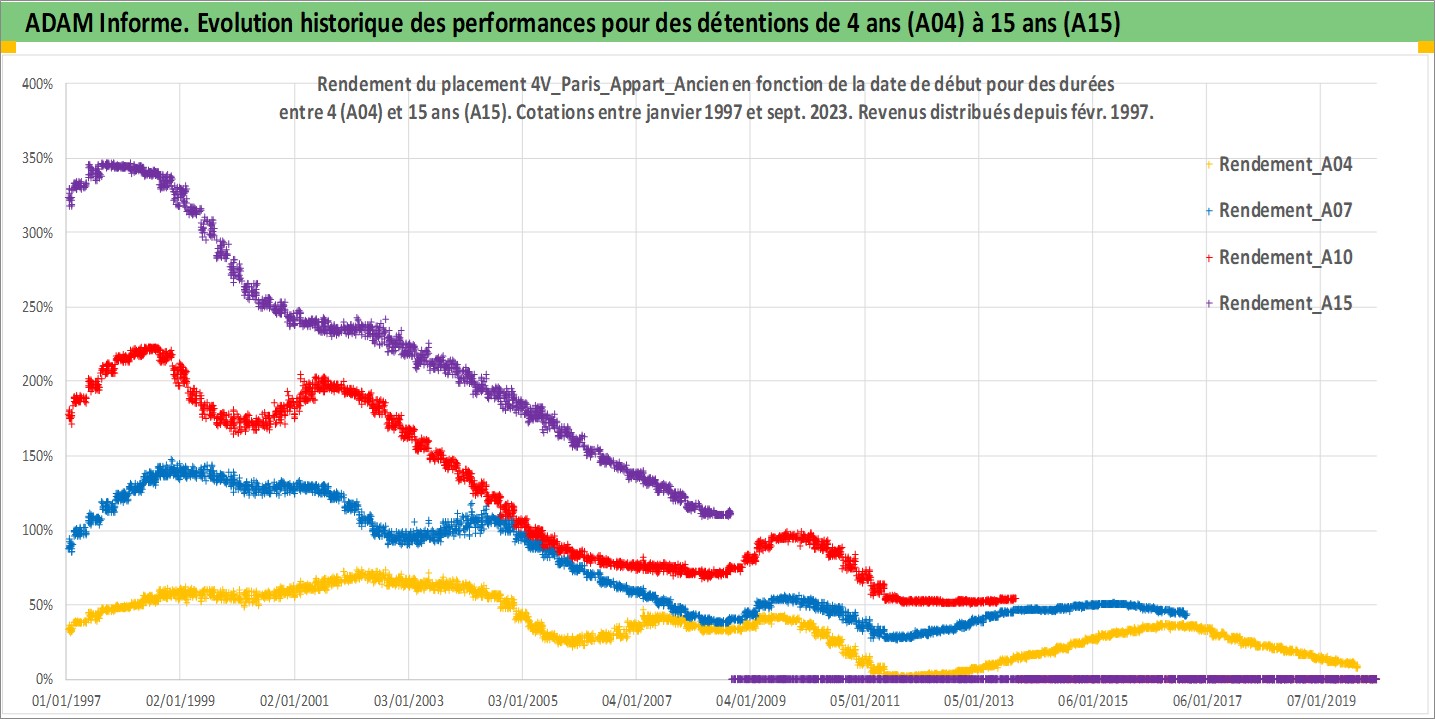 ADAM Informe. Evolution historique des performances pour des détentions de 4 ans (A04) à 15 ans (A15)
Rendement du placement 4V_Paris_Appart_Ancien en fonction de la date de début pour des durées
entre 4 (A04) et 15 ans (A15). Cotations entre janvier 1997 et sept. 2023. Revenus distribués depuis févr. 1997.
400%
350%
300%
250%
200%
150%
100%
50%
0%
Rendement_A04
Rendement_A07
Rendement_A10
Rendement_A15
01/01/1997 02/01/1999 02/01/2001 03/01/2003 03/01/2005 04/01/2007 04/01/2009 05/01/2011 05/01/2013 06/01/2015 06/01/2017 07/01/2019